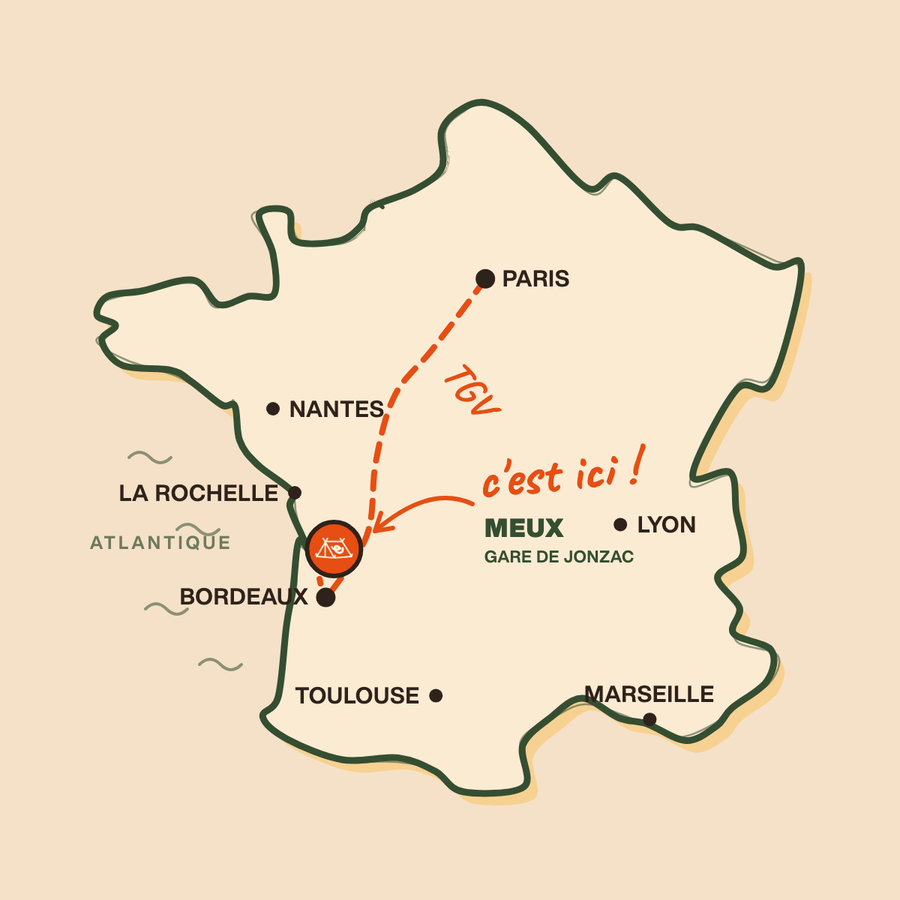 PARIS
TGV
NANTES
c'est ici !
LA ROCHELLE
MEUX
LYON
ATLANTIQUE
GARE DE JONZAC
BORDEAUX
TOULOUSE
MARSEILLE